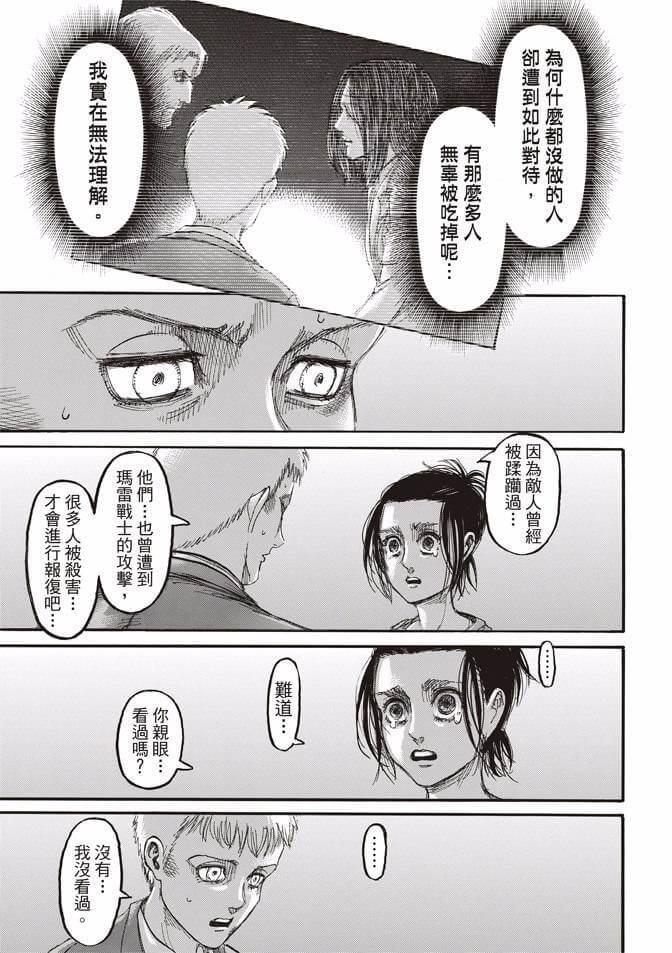 為何什麼都沒做的人
卻遭到如此對待，
有那麼多人
無辜被吃掉呢…
我實在無法理解。
因為敵人曾經
被蹂躪過…
他們…也曾遭到
瑪雷戰士的攻擊，
很多人被殺害…
才會進行報復吧…
……
難道…
你親眼…
看過嗎？
……
沒有…
我沒看過。